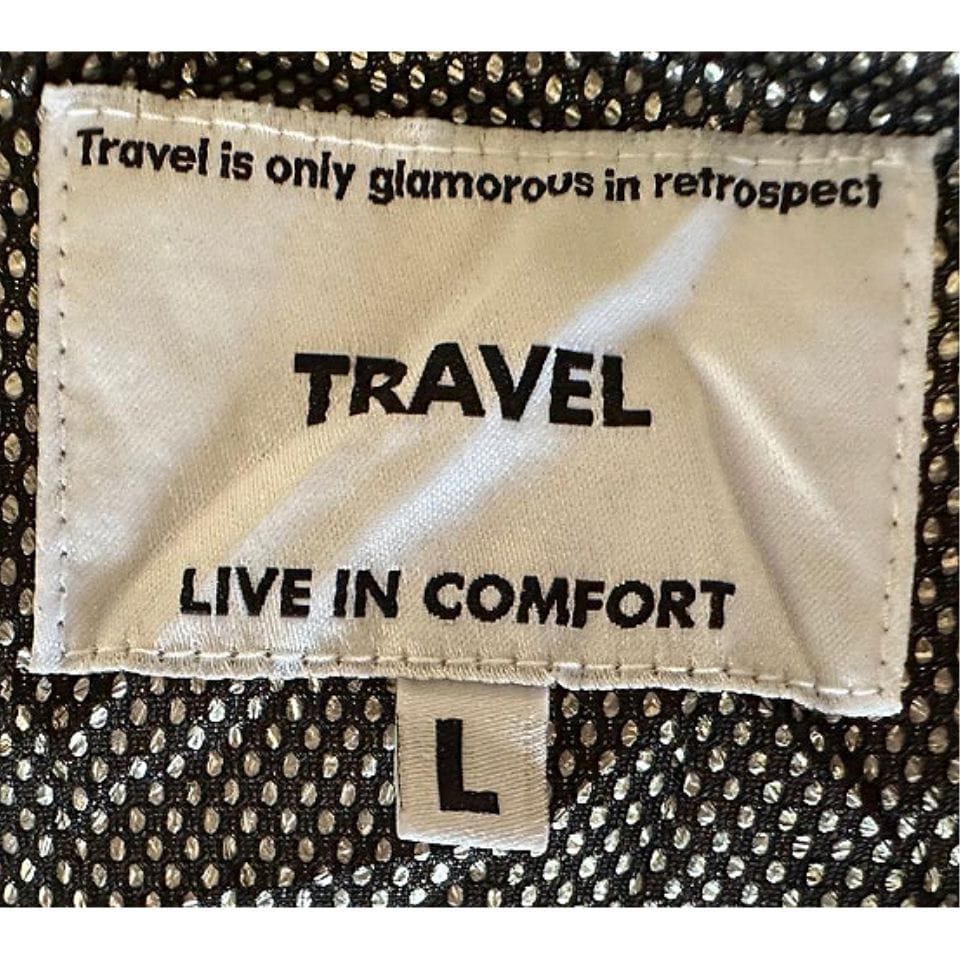 Travel is only glamorous in retrospect
TRAVEL
LIVE IN COMFORT
L